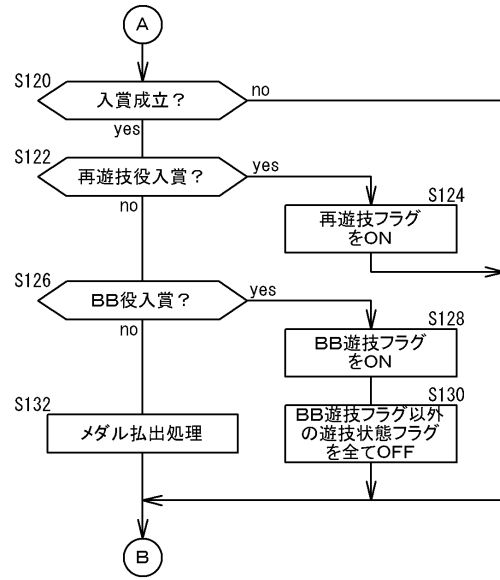 A
S120
入賞成立？
no
yes
S122
再遊技役入賞？
yes
no
S124
再遊技フラグ
をON
S126
BB役入賞？
yes
no
S128
BB遊技フラグ
をON
S130
BB遊技フラグ以外
の遊技状態フラグ
を全てOFF
S132
メダル払出処理
B